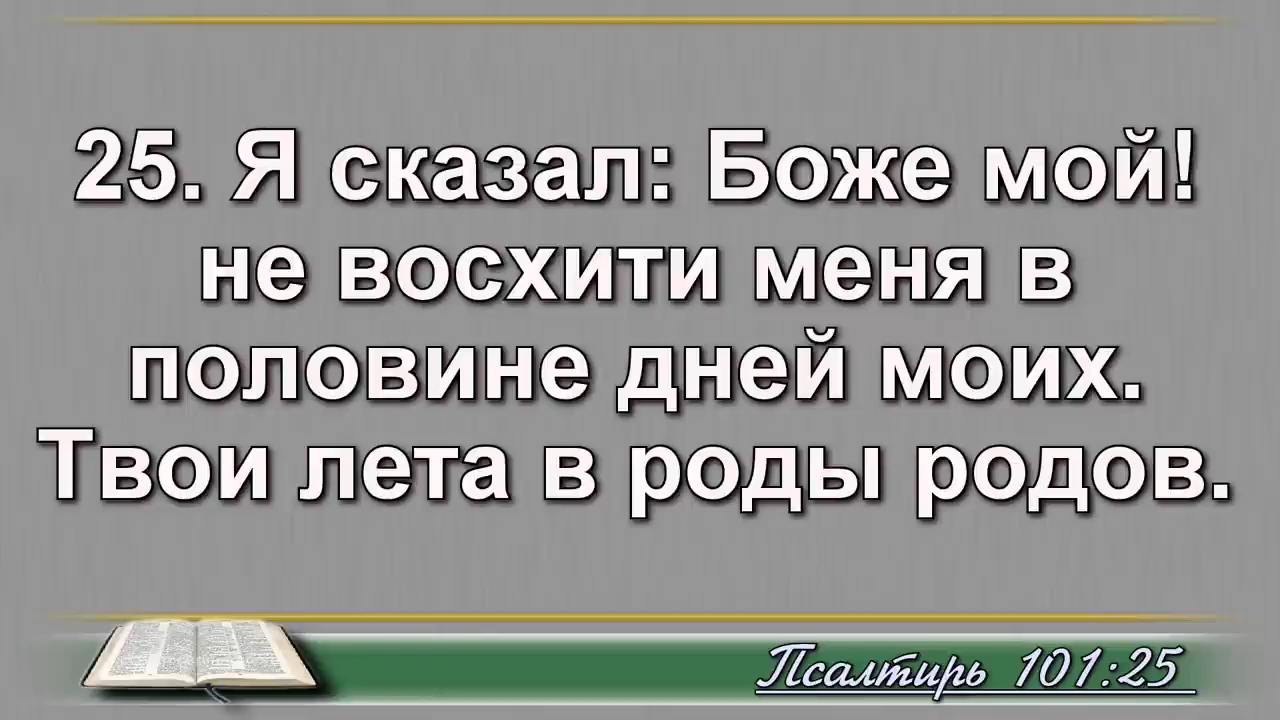 25. Я сказал: Боже мой!
не восхити меня в
половине дней моих.
Твои лета в роды родов.
Псалтирь 101:25